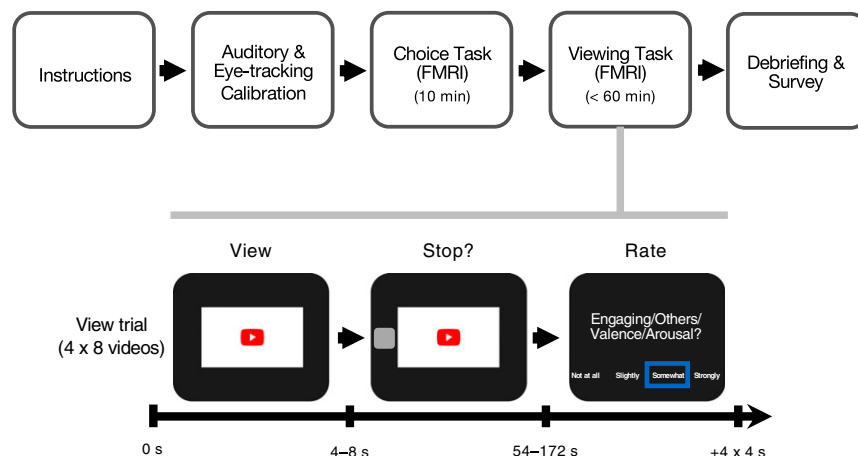 Instructions
Auditory &
Eye-tracking
Calibration
Choice Task
(FMRI)
(10 min)
Viewing Task
(FMRI)
(< 60 min)
Debriefing &
Survey
View
Stop?
Rate
View trial
(4 x 8 videos)
Engaging/Others/
Valence/Arousal?
Not at all Slightly Somewhat Strongly
0 s 4–8 s 54–172 s +4 x 4 s